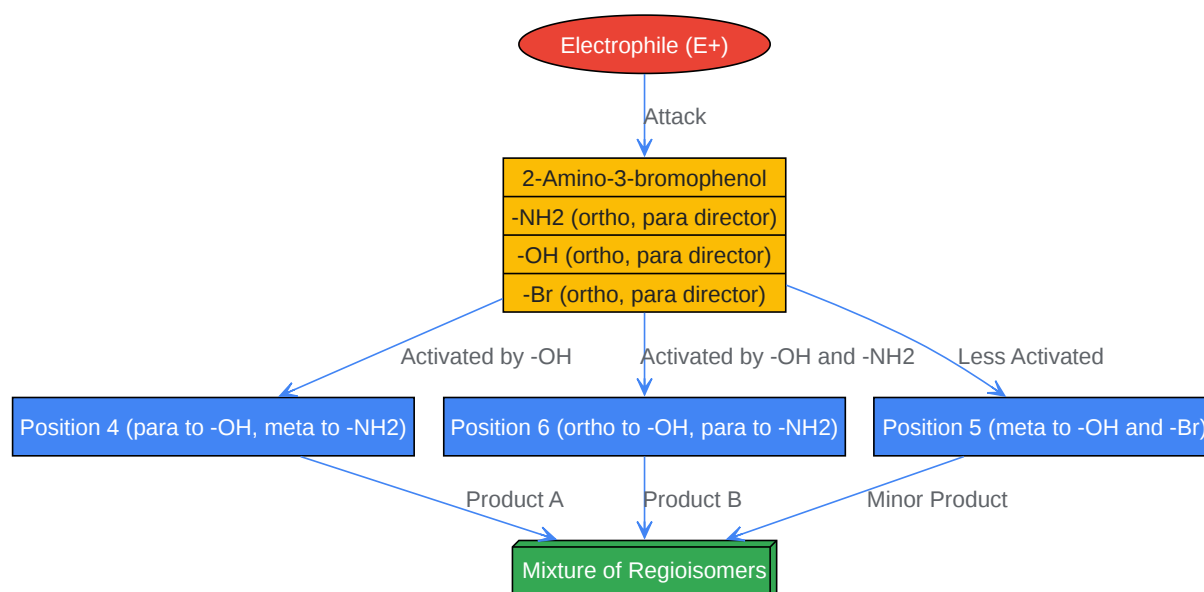 Electrophile (E+)
Attack
2-Amino-3-bromophenol
-NH2 (ortho, para director)
-OH (ortho, para director)
-Br (ortho, para director)
Activated by -OH
Activated by -OH and -NH2
Less Activated
Position 4 (para to -OH, meta to -NH2)
Position 6 (ortho to -OH, para to -NH2)
Position 5 (meta to -OH and -Br)
Product A
Product B
Minor Product
Mixture of Regioisomers